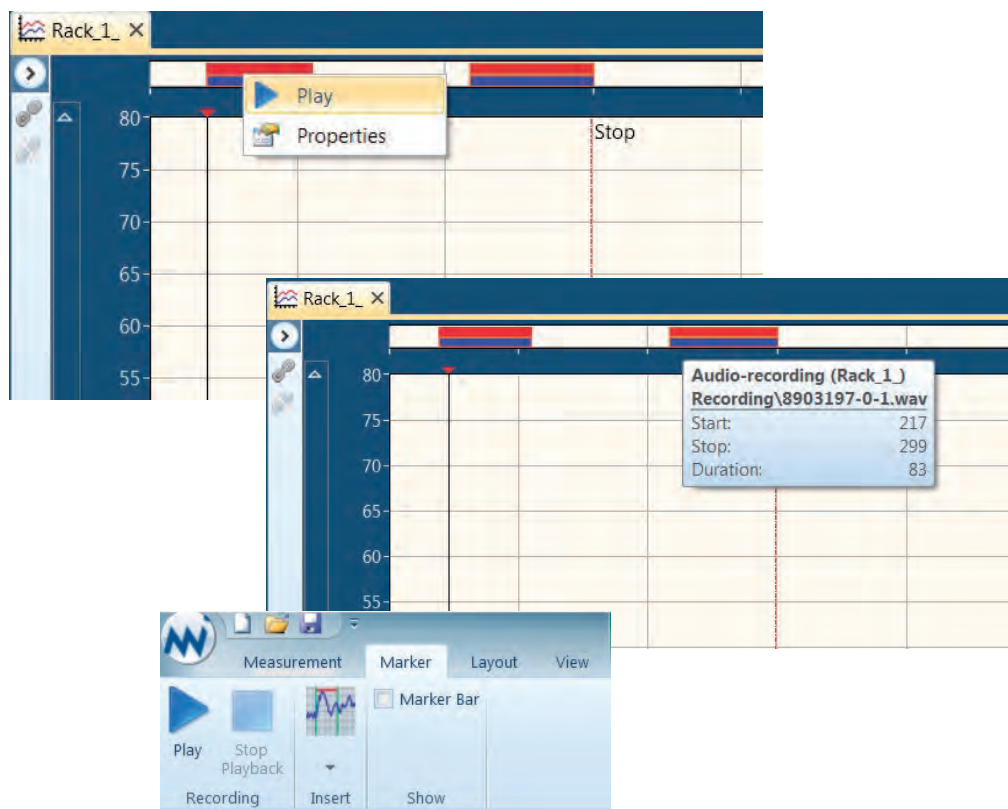 Rack_1_
Play
Properties
80
Stop
75
70
65
60
55
Rack_1_
80
Audio-recording (Rack_1_)
Recording\8903197-0-1.wav
Start: 217
Stop: 299
Duration: 83
75
70
65
60
55
Measurement Marker Layout View
Marker Bar
Play Stop
Playback
Recording Insert Show